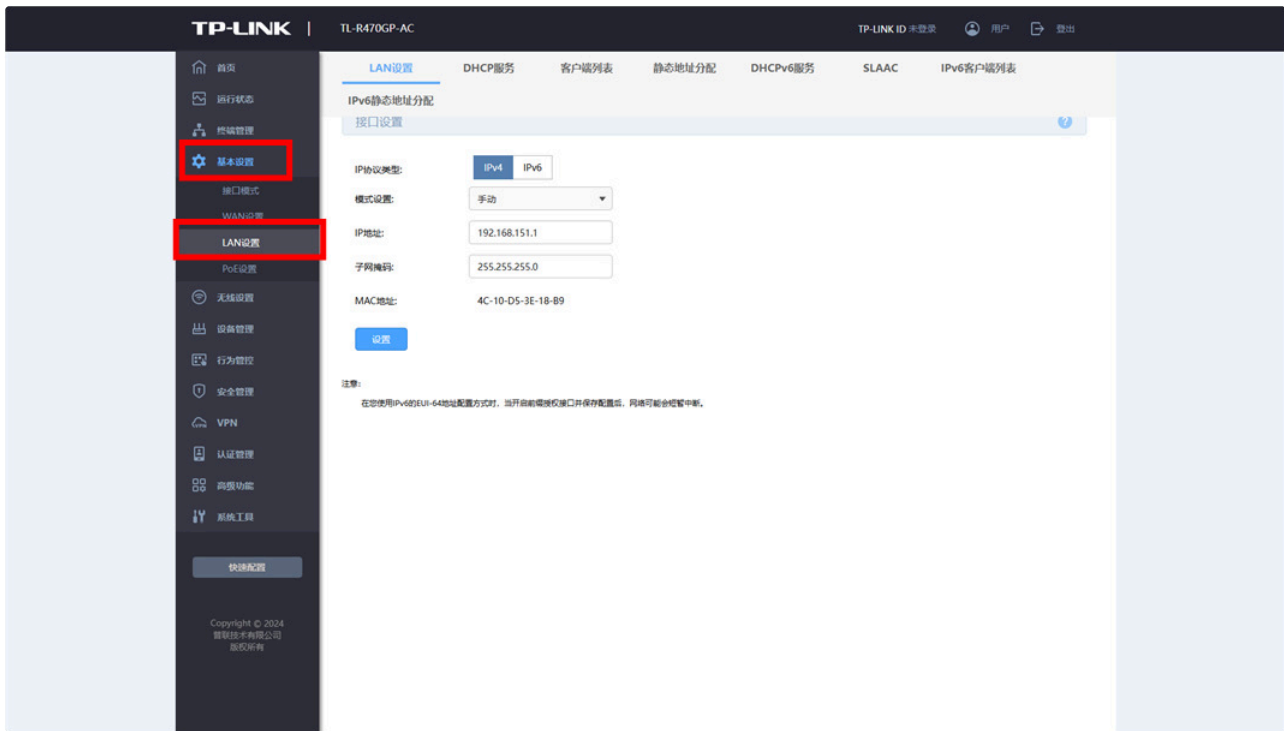 TP-LINK | TL-R470GP-AC TP-LINK ID 未登录 用户 登出
首页
运行状态
终端管理
基本设置
接口模式
WAN设置
LAN设置
PoE设置
无线设置
设备管理
行为管控
安全管理
VPN
认证管理
高级功能
系统工具
快速配置
Copyright © 2024
普联技术有限公司
版权所有
LAN设置 DHCP服务 客户端列表 静态地址分配 DHCPv6服务 SLAAC IPv6客户端列表
IPv6静态地址分配
接口设置 ?
IP协议类型: IPv4 IPv6
模式设置: 手动
IP地址: 192.168.151.1
子网掩码: 255.255.255.0
MAC地址: 4C-10-D5-3E-18-B9
设置
注意:
在您使用IPv6的EUI-64地址配置方式时，当开启前缀授权接口并保存配置后，网络可能会短暂中断。